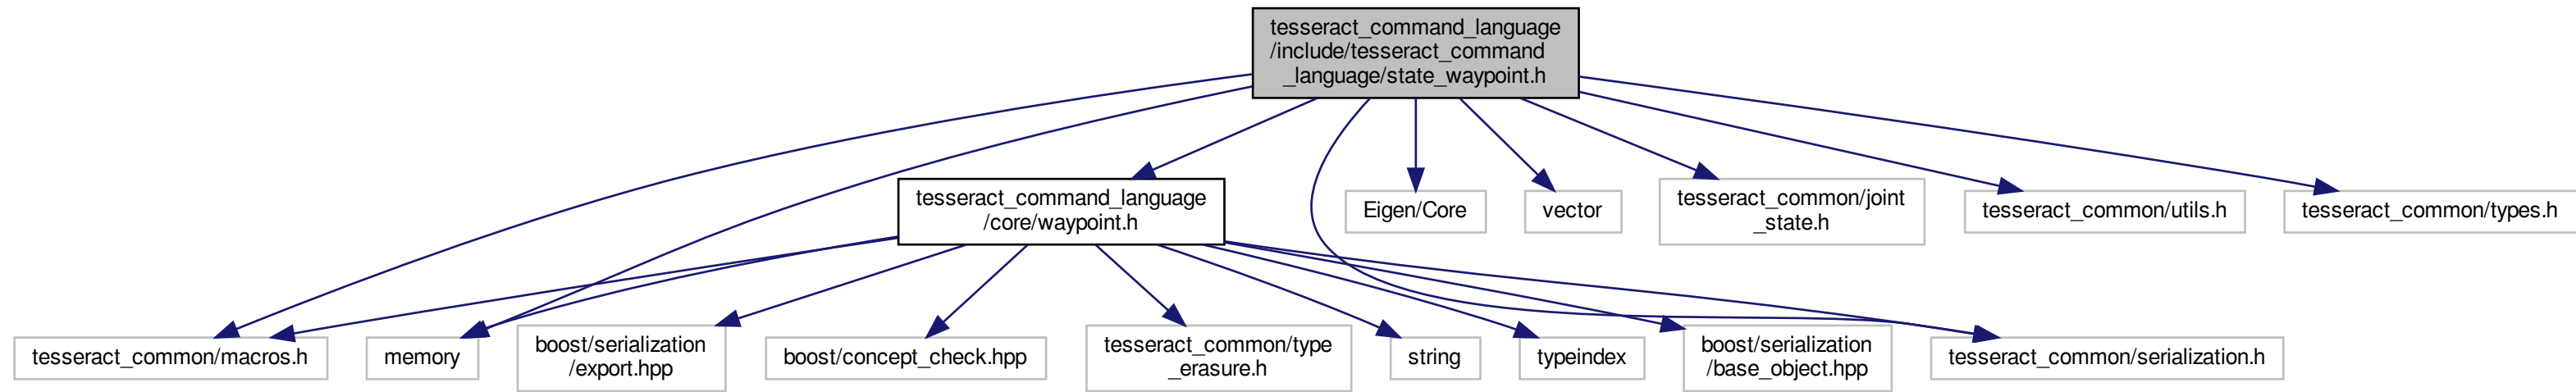 tesseract_command_language
/include/tesseract_command
_language/state_waypoint.h
tesseract_command_language
/core/waypoint.h
Eigen/Core
vector
tesseract_common/joint
_state.h
tesseract_common/utils.h
tesseract_common/types.h
tesseract_common/macros.h
memory
boost/serialization
/export.hpp
boost/concept_check.hpp
tesseract_common/type
_erasure.h
string
typeindex
boost/serialization
/base_object.hpp
tesseract_common/serialization.h